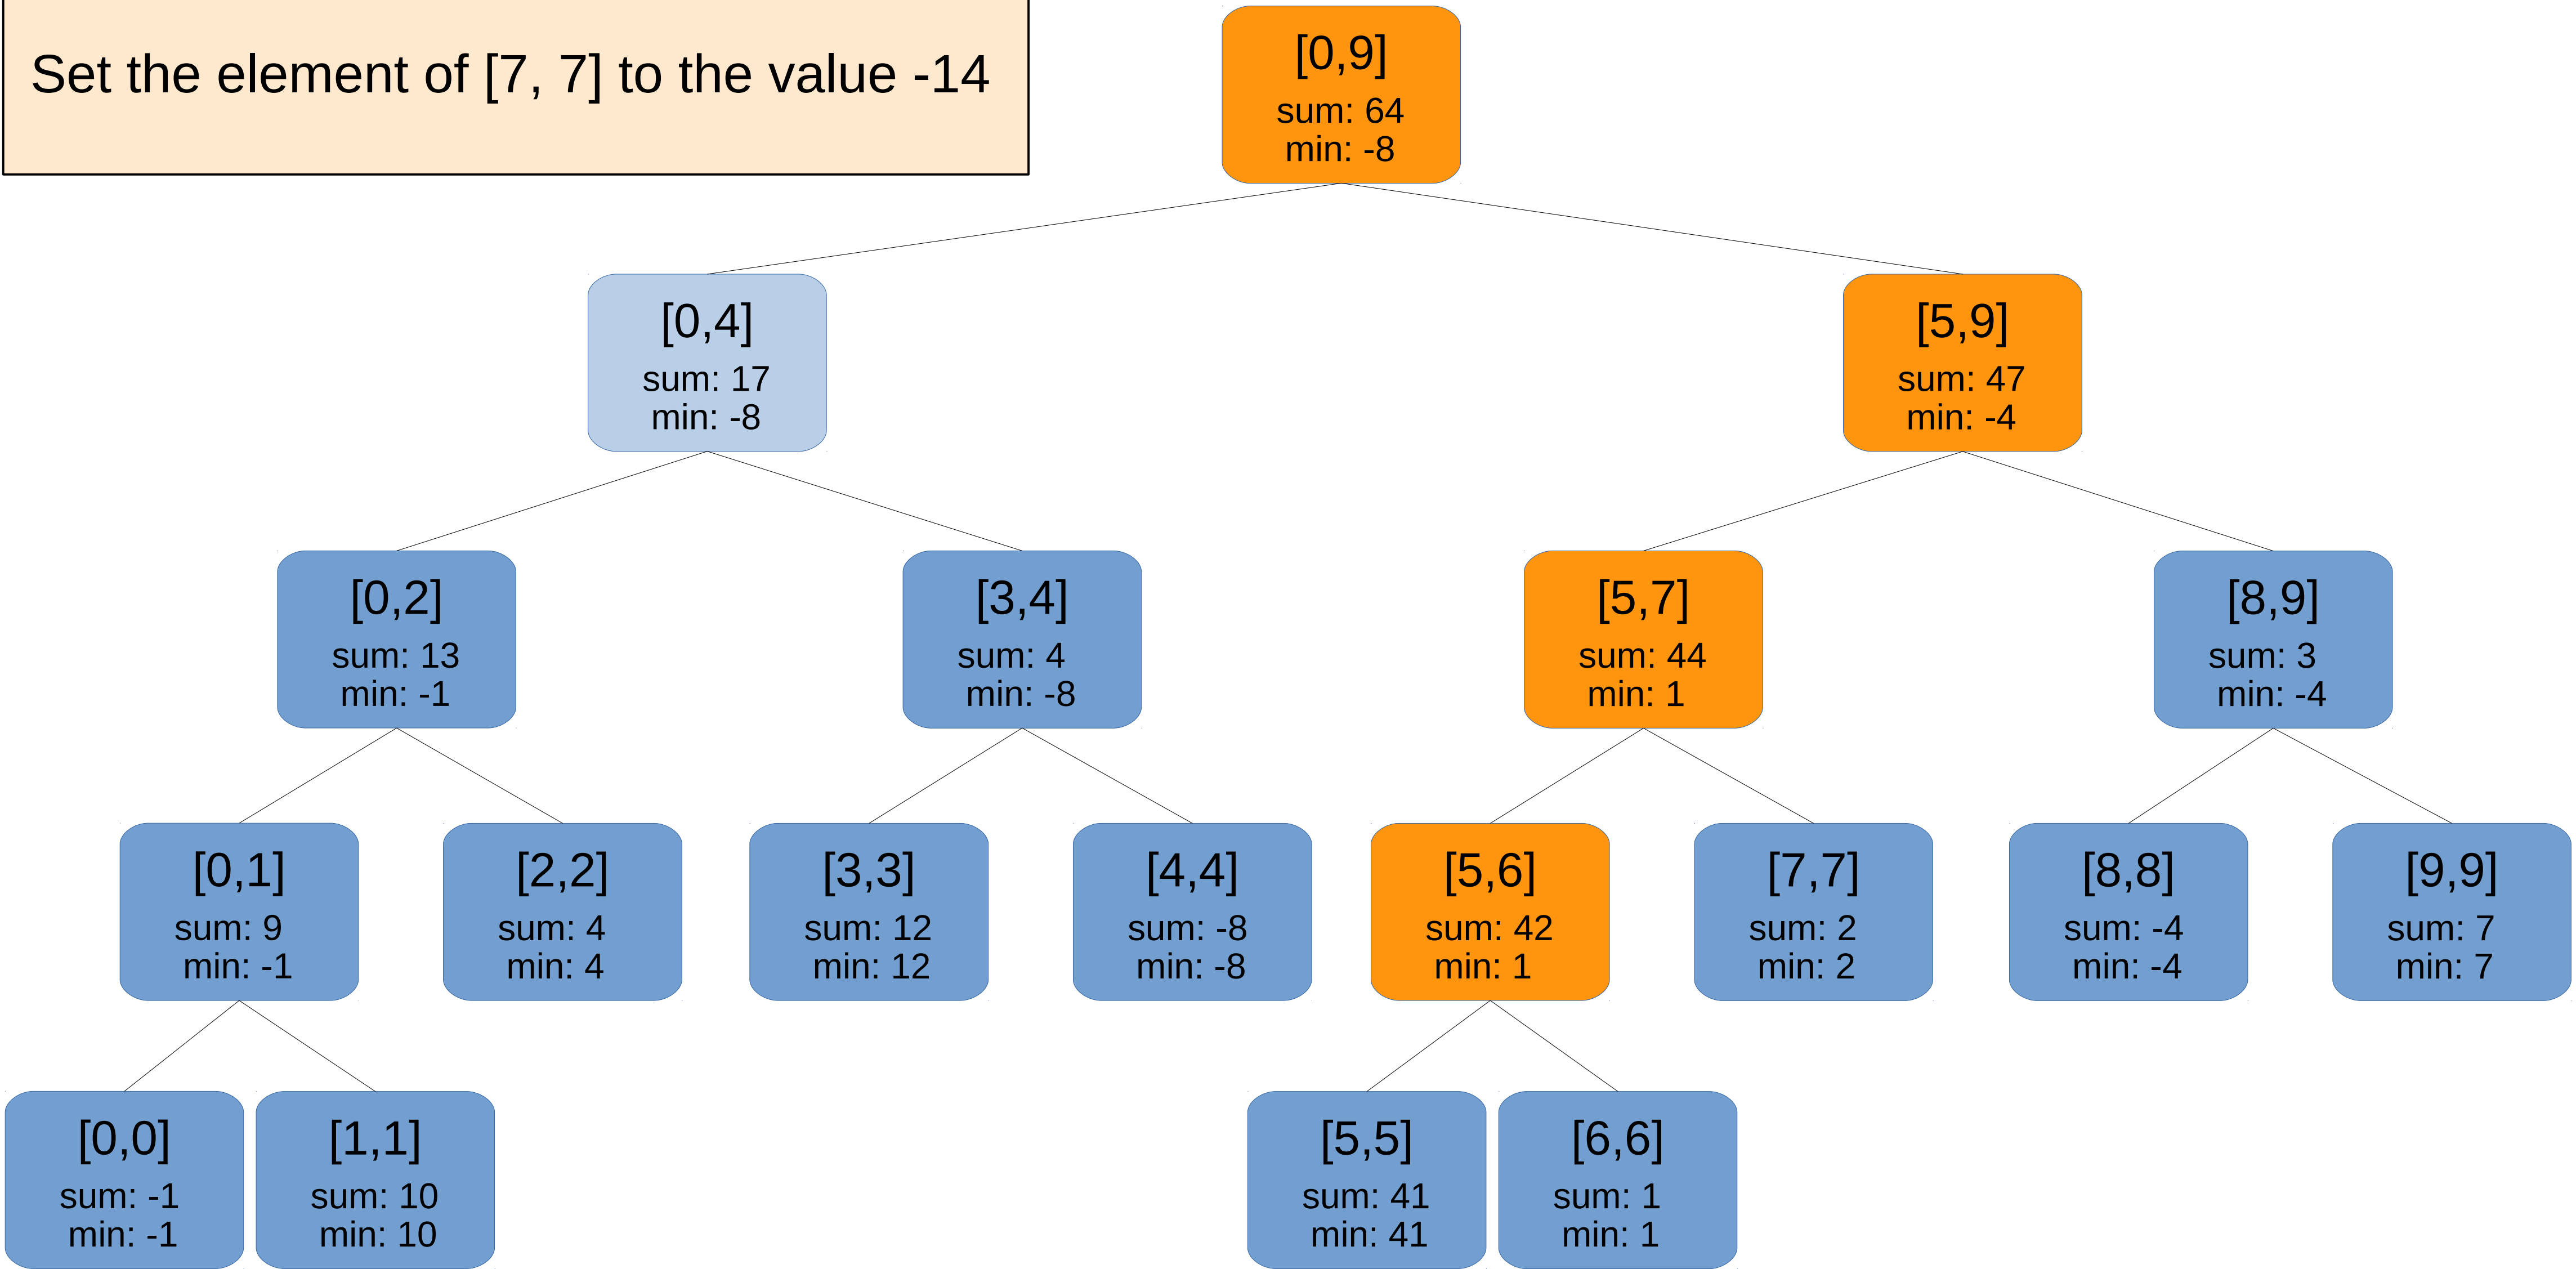 Set the element of [7, 7] to the value -14
[0,9]
sum: 64
min: -8
[0,4]
sum: 17
min: -8
[5,9]
sum: 47
min: -4
[0,2]
sum: 13
min: -1
[3,4]
sum: 4
min: -8
[5,7]
sum: 44
min: 1
[8,9]
sum: 3
min: -4
[0,1]
sum: 9
min: -1
[2,2]
sum: 4
min: 4
[3,3]
sum: 12
min: 12
[4,4]
sum: -8
min: -8
[5,6]
sum: 42
min: 1
[7,7]
sum: 2
min: 2
[8,8]
sum: -4
min: -4
[9,9]
sum: 7
min: 7
[0,0]
sum: -1
min: -1
[1,1]
sum: 10
min: 10
[5,5]
sum: 41
min: 41
[6,6]
sum: 1
min: 1